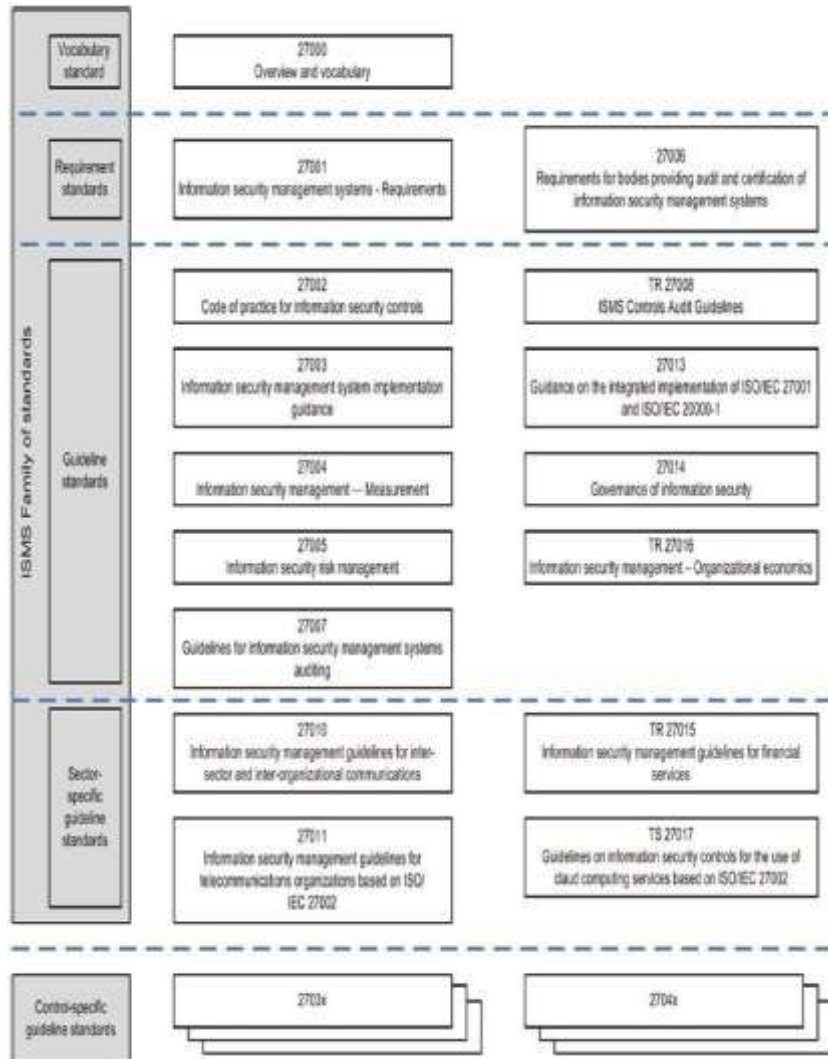 ISMS Family of standards
Vocabulary
standard
27000
Overview and vocabulary
Requirement
standards
27001
Information security management systems - Requirements
27006
Requirements for bodies providing audit and certification of
information security management systems
Guideline
standards
27002
Code of practice for information security controls
TR 27008
ISMS Controls Audit Guidelines
27003
Information security management system implementation
guidance
27013
Guidance on the integrated implementation of ISO/IEC 27001
and ISO/IEC 20000-1
27004
Information security management --- Measurement
27014
Governance of information security
27005
Information security risk management
TR 27016
Information security management – Organizational economics
27007
Guidelines for information security management systems
auditing
Sector-
specific
guideline
standards
27010
Information security management guidelines for inter-
sector and inter-organizational communications
TR 27015
Information security management guidelines for financial
services
27011
Information security management guidelines for
telecommunications organizations based on ISO/
IEC 27002
TS 27017
Guidelines on information security controls for the use of
cloud computing services based on ISO/IEC 27002
Control-specific
guideline standards
2703x
2704x